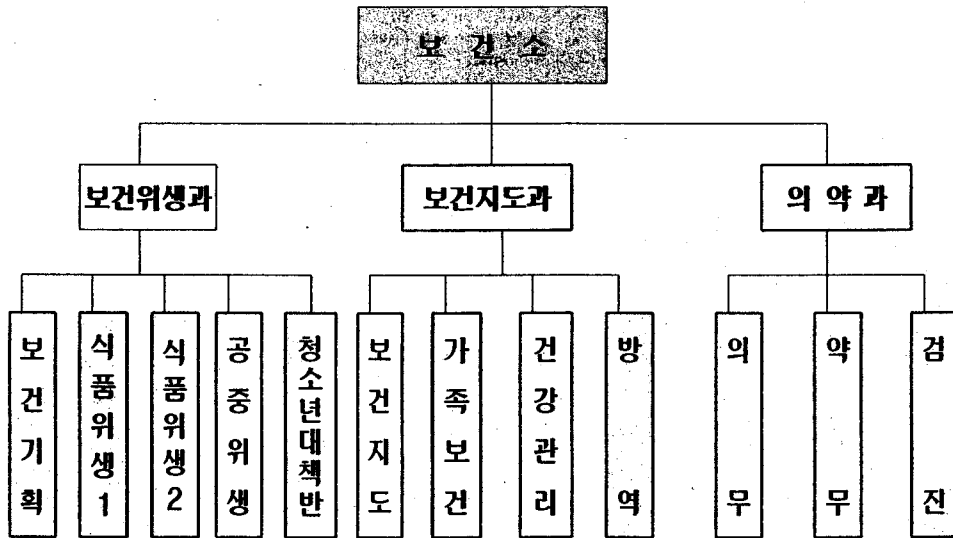 보 건 소
보건위생과
보건지도과
의 약 과
보건기획
식품위생1
식품위생2
공중위생
청소년대책반
보건지도
가족보건
건강관리
방역
의무
약무
검진